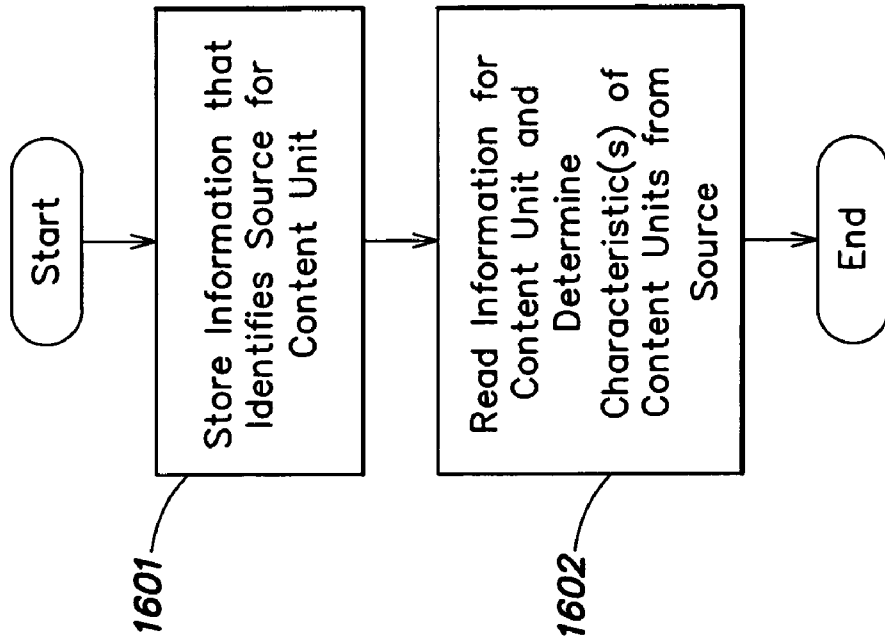 Start
Store Information that
Identifies Source for
Content Unit
1601
Read Information for
Content Unit and
Determine
Characteristic(s) of
Content Units from
Source
1602
End